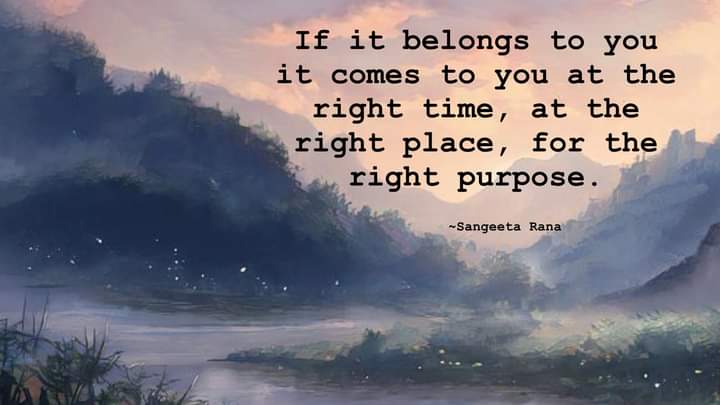 If it belongs to you
it comes to you at the
right time, at the
right place, for the
right purpose.
~Sangeeta Rana